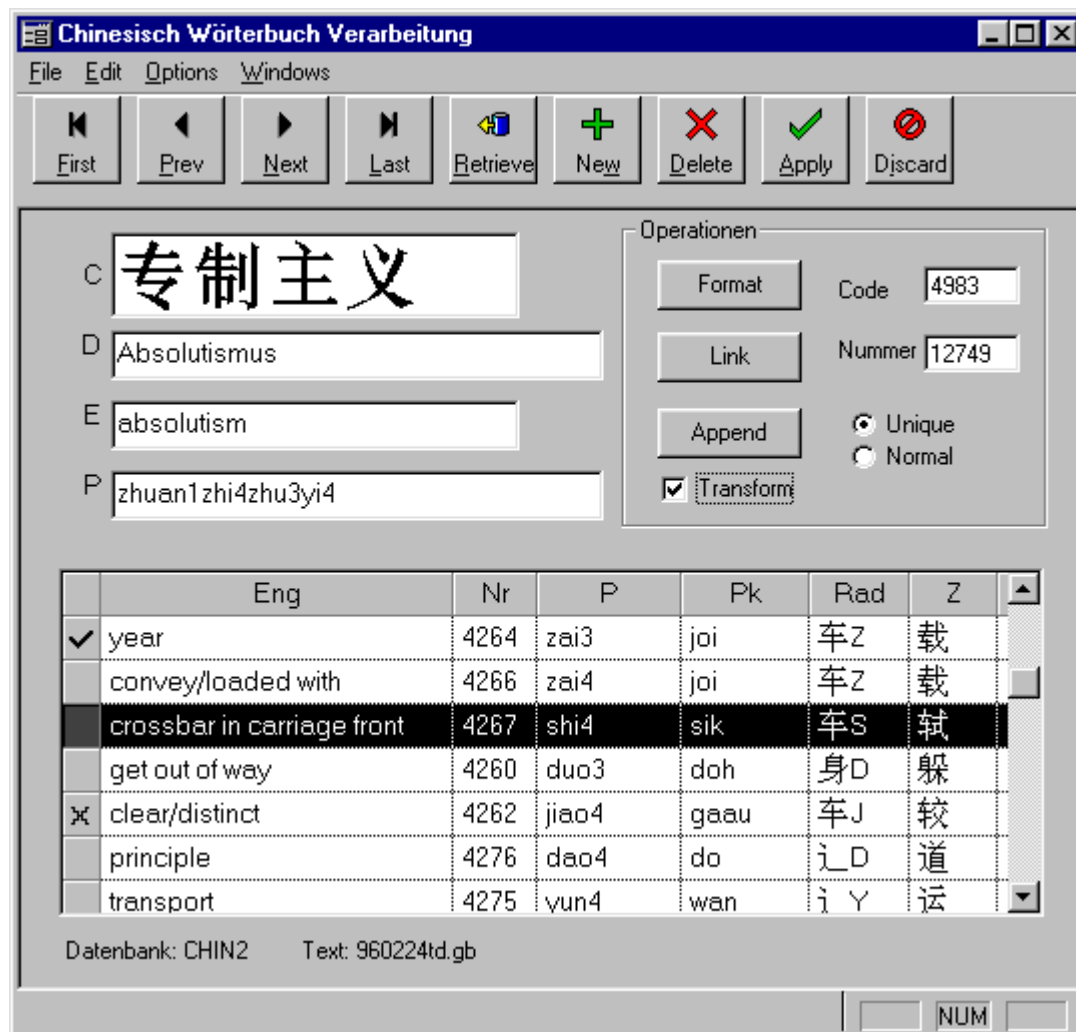 Chinesisch Wörterbuch Verarbeitung
File Edit Options Windows
First Prev Next Last Retrieve New Delete Apply Discard
C 专制主义
D Absolutismus
E absolutism
P zhuan1zhi4zhu3yi4
Operationen
Format Code 4983
Link Nummer 12749
Append Unique
Normal
Transform
Eng Nr P Pk Rad Z
year 4264 zai3 joi 车Z 载
convey/loaded with 4266 zai4 joi 车Z 载
crossbar in carriage front 4267 shi4 sik 车S 轼
get out of way 4260 duo3 doh 身D 躲
clear/distinct 4262 jiao4 gaau 车J 较
principle 4276 dao4 do 辶_D 道
transport 4275 yun4 wan 辶_Y 运
Datenbank: CHIN2 Text: 960224td.gb
NUM